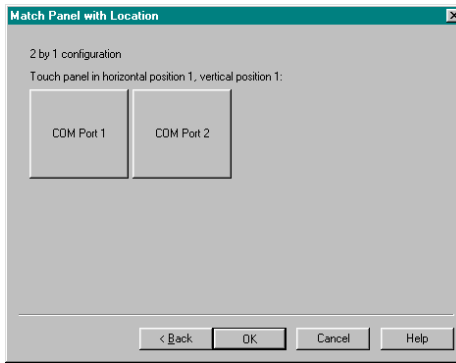 Match Panel with Location
2 by 1 configuration
Touch panel in horizontal position 1, vertical position 1:
COM Port 1
COM Port 2
< Back
OK
Cancel
Help